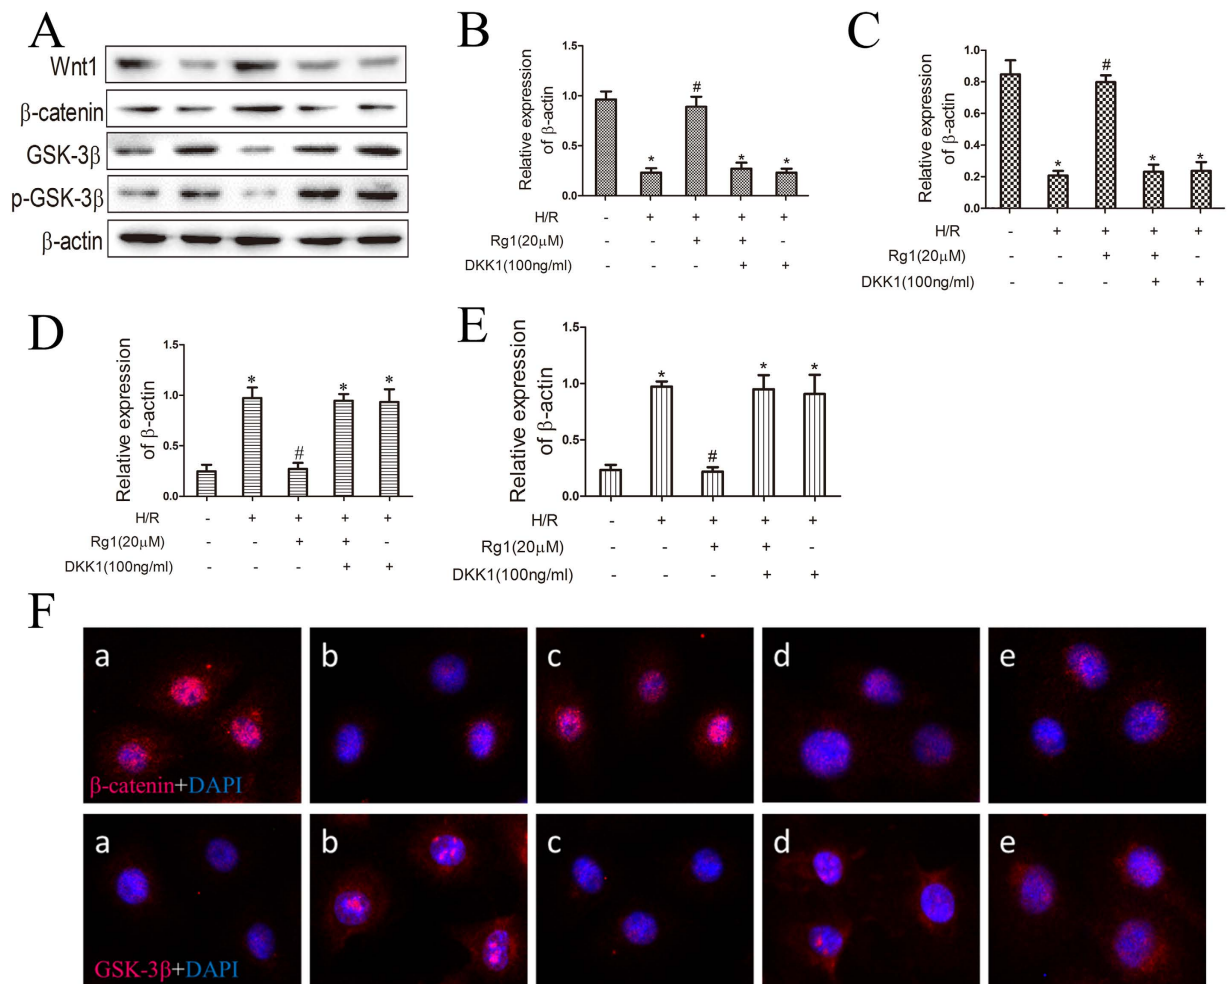 A
Wnt1
β-catenin
GSK-3β
p-GSK-3β
β-actin
B
Relative expression
of β-actin
1.5
1.0
0.5
0.0
* # * *
H/R - + + + +
Rg1(20μM) - - + + -
DKK1(100ng/ml) - - - + +
C
Relative expression
of β-actin
1.0
0.8
0.6
0.4
0.2
0.0
* # * *
H/R - + + + +
Rg1(20μM) - - + + -
DKK1(100ng/ml) - - - + +
D
Relative expression
of β-actin
1.5
1.0
0.5
0.0
* # * *
H/R - + + + +
Rg1(20μM) - - + + -
DKK1(100ng/ml) - - - + +
E
Relative expression
of β-actin
1.5
1.0
0.5
0.0
* # * *
H/R - + + + +
Rg1(20μM) - - + + -
DKK1(100ng/ml) - - - + +
F
a b c d e
β-catenin+DAPI
a b c d e
GSK-3β+DAPI